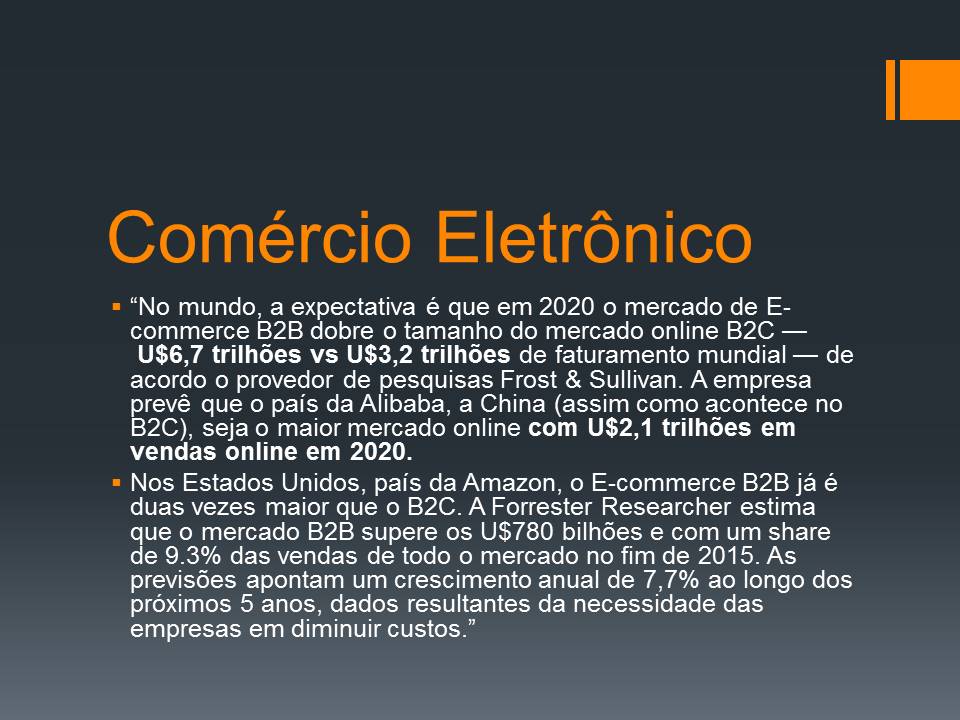 Comércio Eletrônico
▪ “No mundo, a expectativa é que em 2020 o mercado de E-
commerce B2B dobre o tamanho do mercado online B2C —
U$6,7 trilhões vs U$3,2 trilhões de faturamento mundial — de
acordo o provedor de pesquisas Frost & Sullivan. A empresa
prevê que o país da Alibaba, a China (assim como acontece no
B2C), seja o maior mercado online com U$2,1 trilhões em
vendas online em 2020.
▪ Nos Estados Unidos, país da Amazon, o E-commerce B2B já é
duas vezes maior que o B2C. A Forrester Researcher estima
que o mercado B2B supere os U$780 bilhões e com um share
de 9.3% das vendas de todo o mercado no fim de 2015. As
previsões apontam um crescimento anual de 7,7% ao longo dos
próximos 5 anos, dados resultantes da necessidade das
empresas em diminuir custos.”